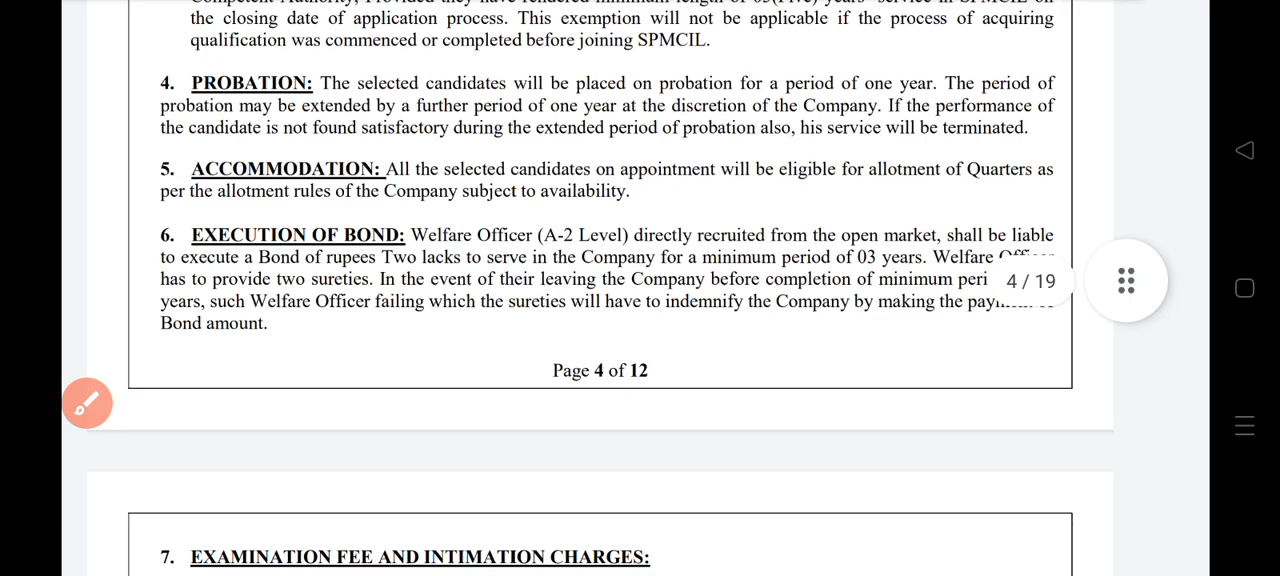 the closing date of application process. This exemption will not be applicable if the process of acquiring
qualification was commenced or completed before joining SPMCIL.
4. PROBATION: The selected candidates will be placed on probation for a period of one year. The period of
probation may be extended by a further period of one year at the discretion of the Company. If the performance of
the candidate is not found satisfactory during the extended period of probation also, his service will be terminated.
5. ACCOMMODATION: All the selected candidates on appointment will be eligible for allotment of Quarters as
per the allotment rules of the Company subject to availability.
6. EXECUTION OF BOND: Welfare Officer (A-2 Level) directly recruited from the open market, shall be liable
to execute a Bond of rupees Two lacks to serve in the Company for a minimum period of 03 years. Welfare
has to provide two sureties. In the event of their leaving the Company before completion of minimum peri
4 / 19
years, such Welfare Officer failing which the sureties will have to indemnify the Company by making the
Bond amount.
Page 4 of 12
7. EXAMINATION FEE AND INTIMATION CHARGES: